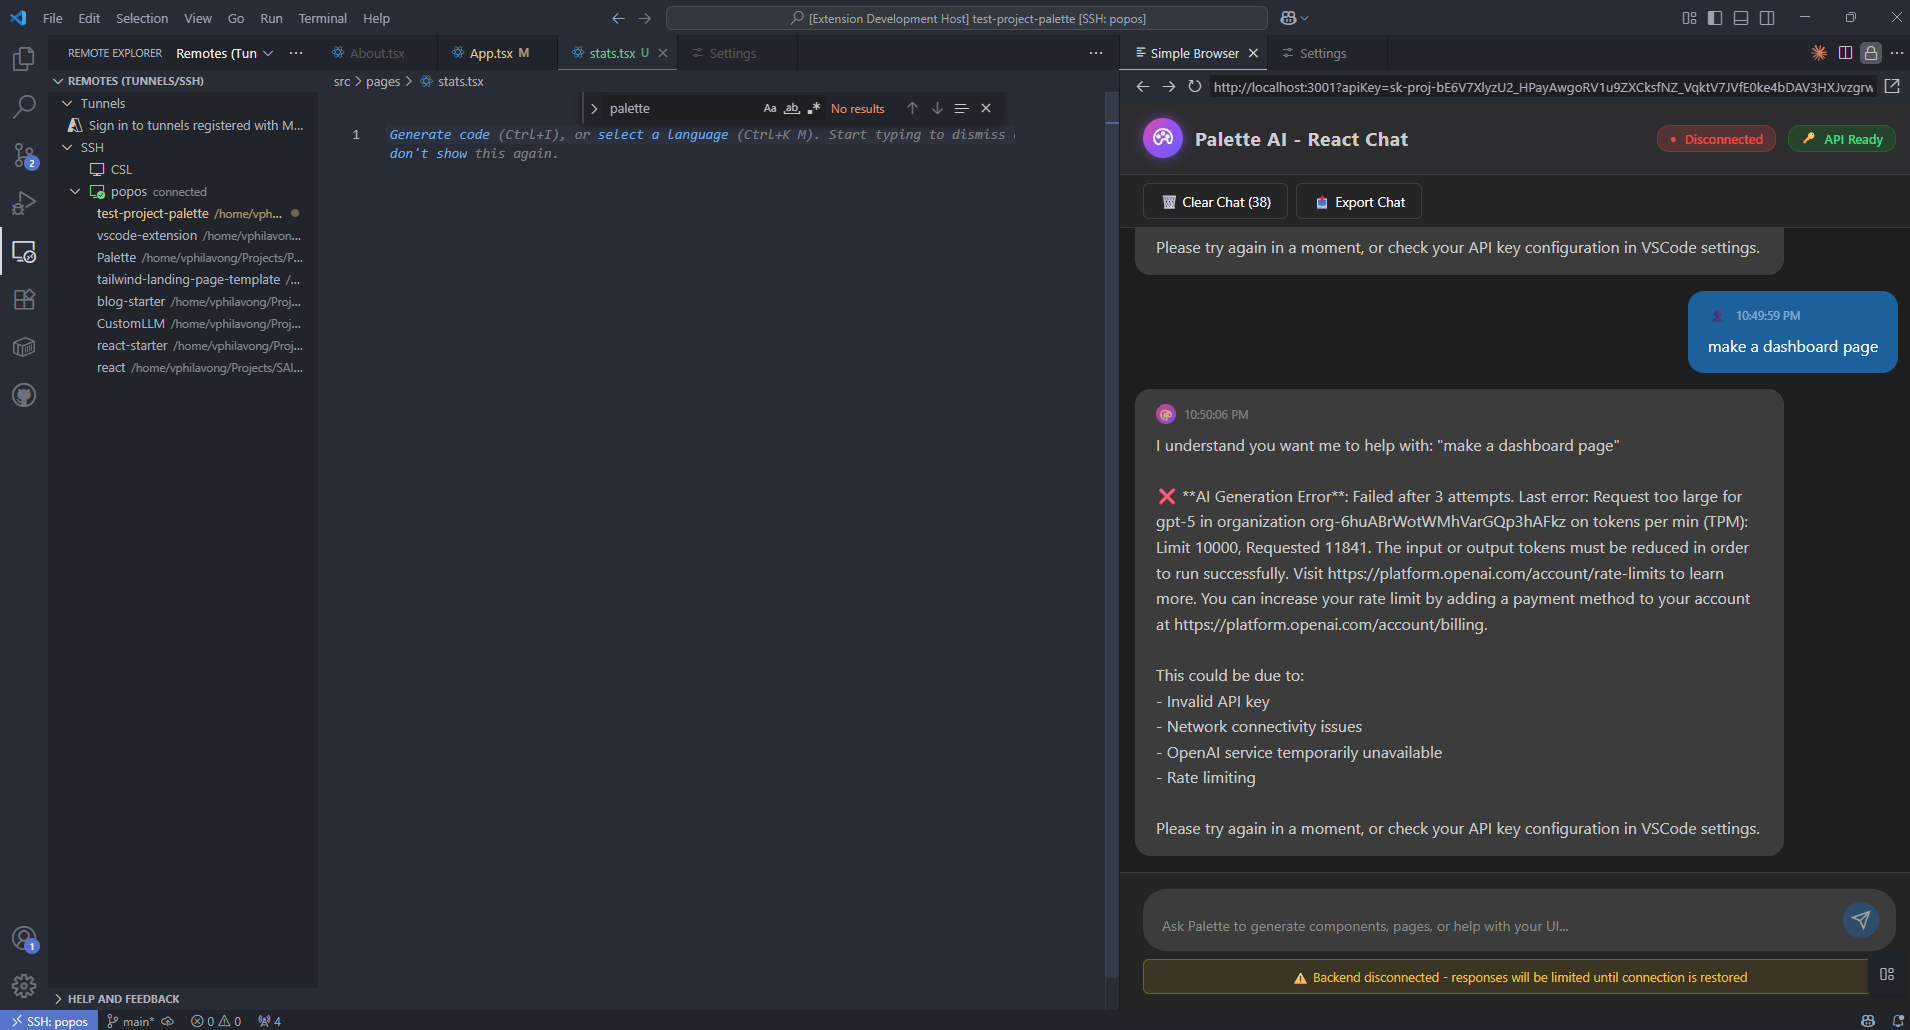 File Edit Selection View Go Run Terminal Help
[Extension Development Host] test-project-palette [SSH: popos]
REMOTE EXPLORER Remotes (Tun
REMOTES (TUNNELS/SSH)
Tunnels
Sign in to tunnels registered with M...
SSH
CSL
popos connected
test-project-palette /home/vph...
vscode-extension /home/vphilavon...
Palette /home/vphilavong/Projects/P...
tailwind-landing-page-template /...
blog-starter /home/vphilavong/Proj...
CustomLLM /home/vphilavong/Proj...
react-starter /home/vphilavong/Proj...
react /home/vphilavong/Projects/SAI...
2
1
HELP AND FEEDBACK
About.tsx App.tsx M stats.tsx U Settings
src > pages > stats.tsx
palette Aa ab .* No results
1
Generate code (Ctrl+I), or select a language (Ctrl+K M). Start typing to dismiss
don't show this again.
Simple Browser Settings
http://localhost:3001?apiKey=
Palette AI - React Chat
Disconnected
API Ready
Clear Chat (38)
Export Chat
Please try again in a moment, or check your API key configuration in VSCode settings.
10:49:59 PM
make a dashboard page
10:50:06 PM
I understand you want me to help with: "make a dashboard page"
❌ **AI Generation Error**: Failed after 3 attempts. Last error: Request too large for
gpt-5 in organization org-6huABrWotWMhVarGQp3hAFkz on tokens per min (TPM):
Limit 10000, Requested 11841. The input or output tokens must be reduced in order
to run successfully. Visit https://platform.openai.com/account/rate-limits to learn
more. You can increase your rate limit by adding a payment method to your account
at https://platform.openai.com/account/billing.
This could be due to:
- Invalid API key
- Network connectivity issues
- OpenAI service temporarily unavailable
- Rate limiting
Please try again in a moment, or check your API key configuration in VSCode settings.
Ask Palette to generate components, pages, or help with your UI...
⚠ Backend disconnected - responses will be limited until connection is restored
SSH: popos main* 0 0 4